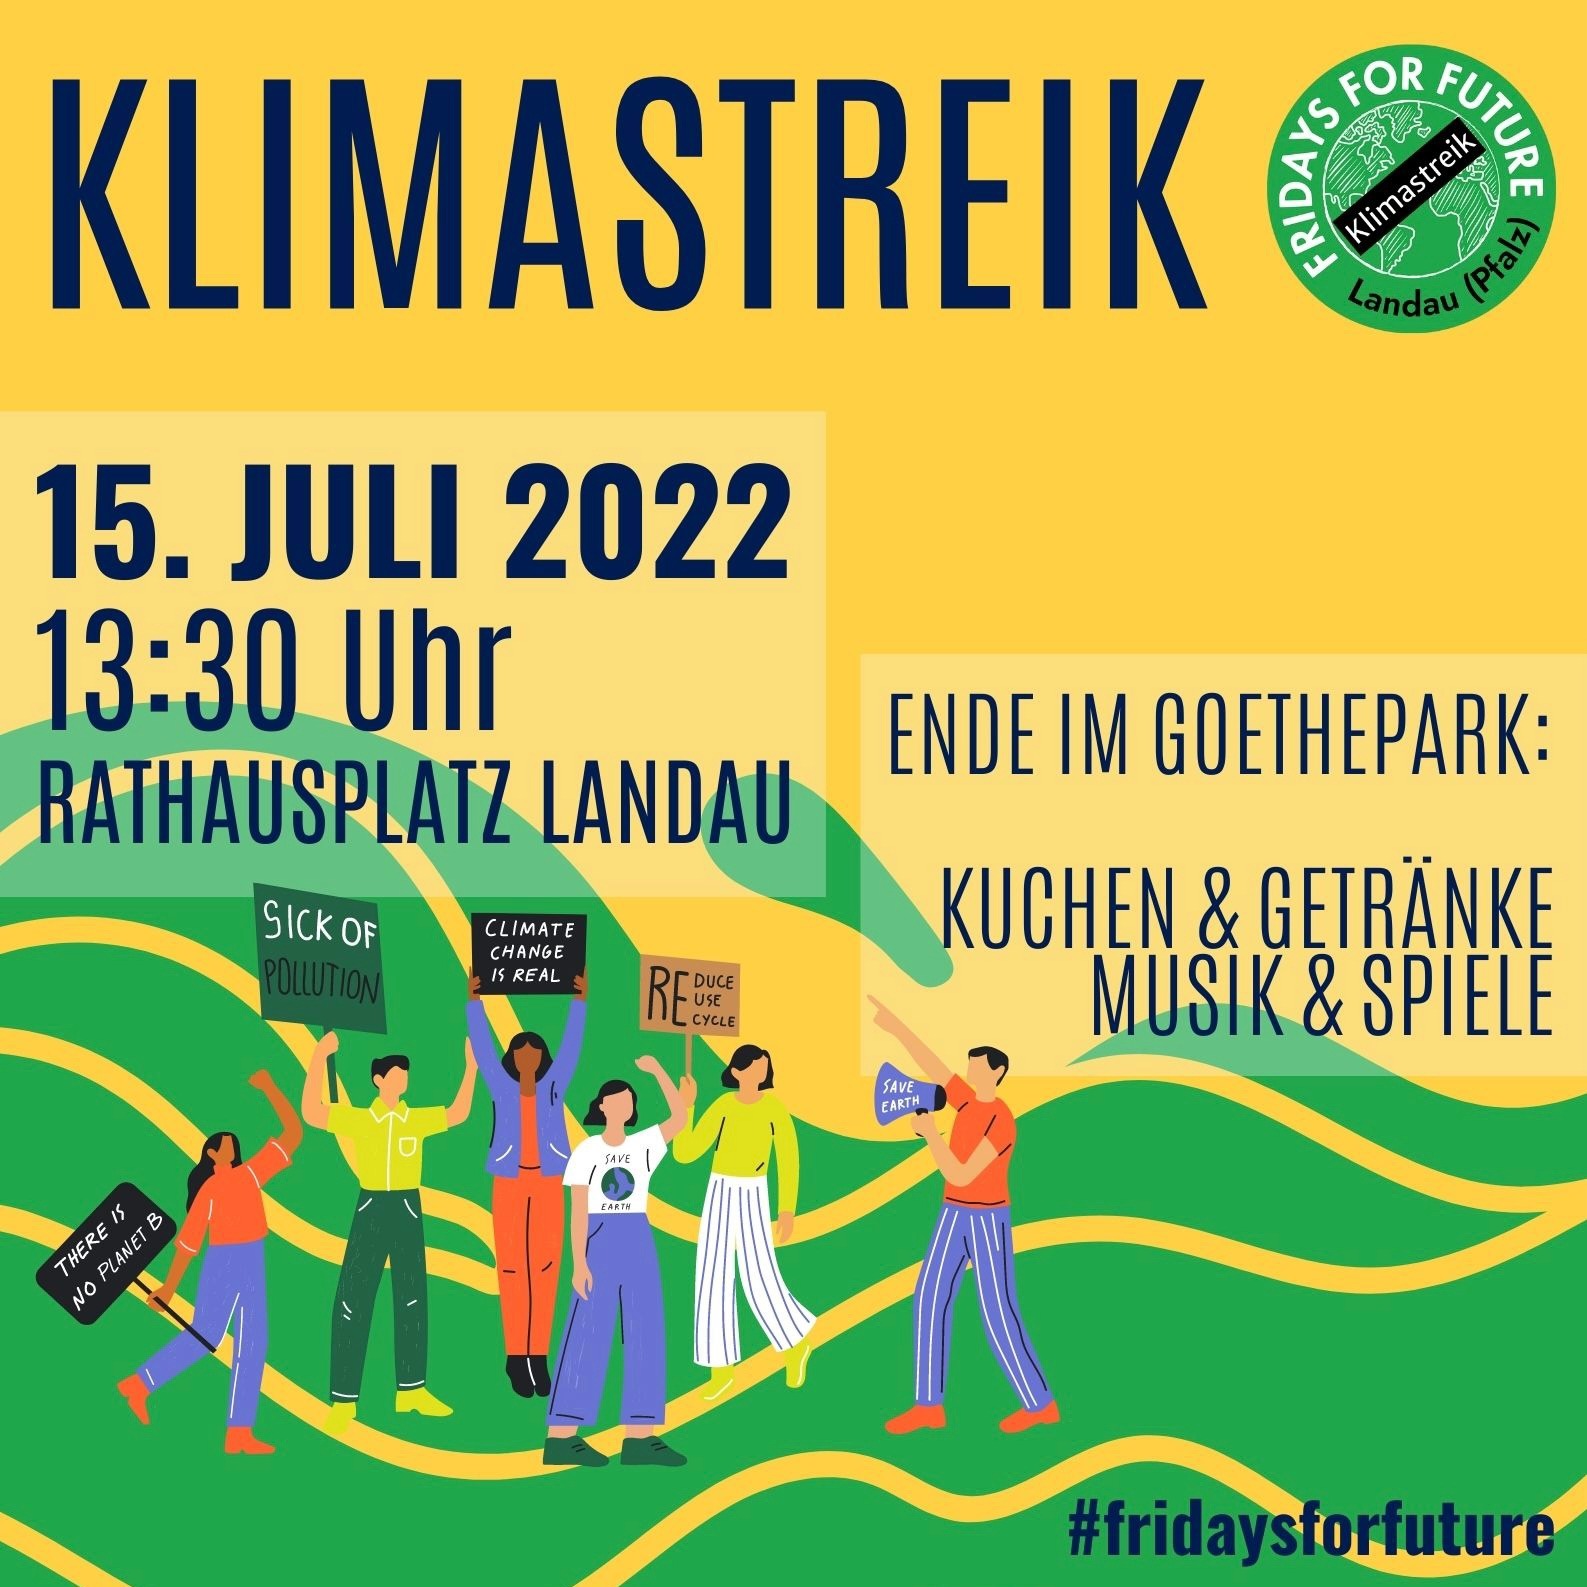 KLIMASTREIK
FRIDAYS FOR FUTURE
Klimastreik
Landau (Pfalz)
15. JULI 2022
13:30 Uhr
RATHAUSPLATZ LANDAU
ENDE IM GOETHEPARK:
KUCHEN & GETRÄNKE
MUSIK & SPIELE
SICK OF
POLLUTION
CLIMATE
CHANGE
IS REAL
REDUCE
USE
CYCLE
SAVE
EARTH
SAVE
EARTH
THERE IS
NO PLANET B
#fridaysforfuture